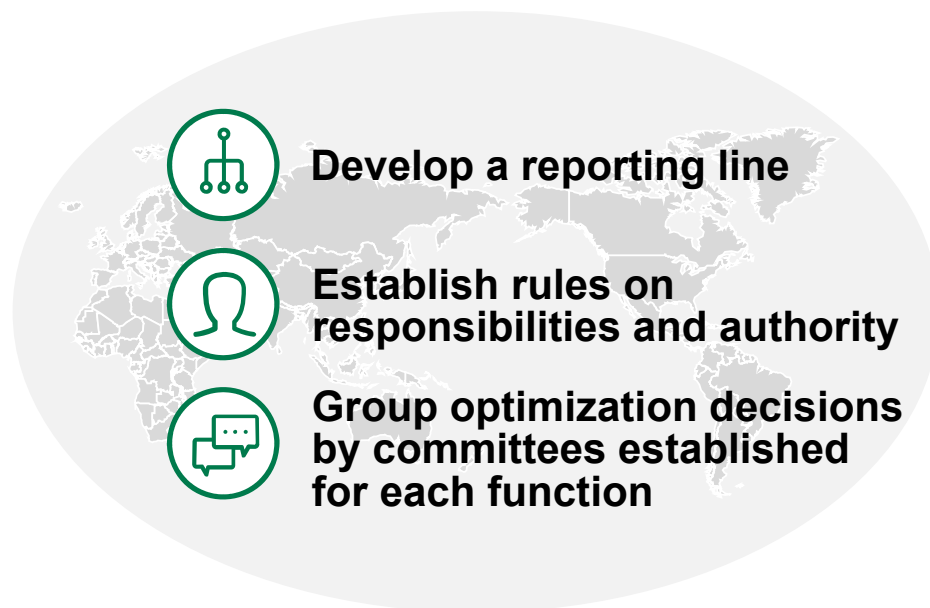 Develop a reporting line
Establish rules on
responsibilities and authority
Group optimization decisions
by committees established
for each function